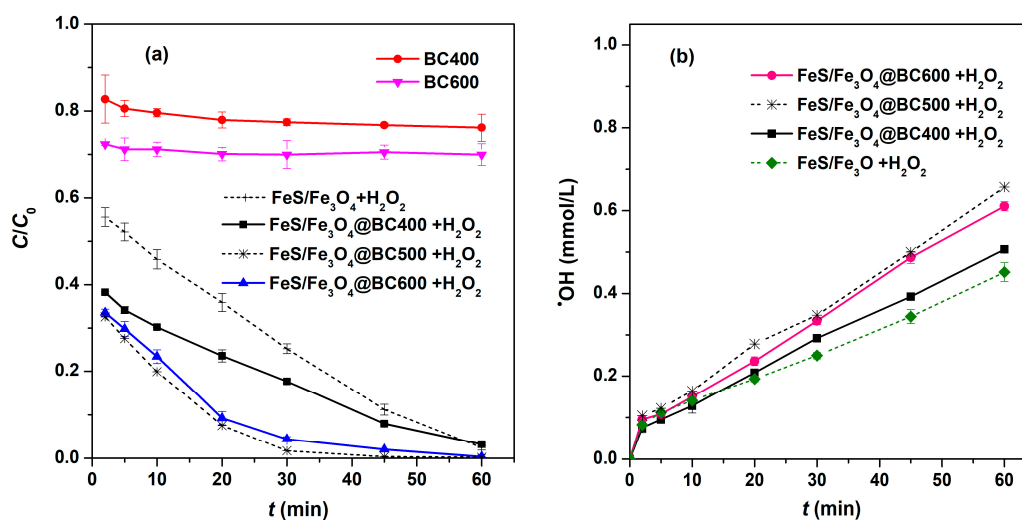 (a)
BC400
BC600
FeS/Fe₃O₄+H₂O₂
FeS/Fe₃O₄@BC400 +H₂O₂
FeS/Fe₃O₄@BC500 +H₂O₂
FeS/Fe₃O₄@BC600 +H₂O₂
C/C₀
1.0
0.8
0.6
0.4
0.2
0.0
0 10 20 30 40 50 60
t (min)
(b)
FeS/Fe₃O₄@BC600 +H₂O₂
FeS/Fe₃O₄@BC500 +H₂O₂
FeS/Fe₃O₄@BC400 +H₂O₂
FeS/Fe₃O +H₂O₂
•OH (mmol/L)
1.0
0.8
0.6
0.4
0.2
0.0
0 10 20 30 40 50 60
t (min)